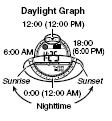 Daylight Graph
12:00 (12:00 PM)
18:00
(6:00 PM)
6:00 AM
Sunrise
Sunset
0:00 (12:00 AM)
Nighttime